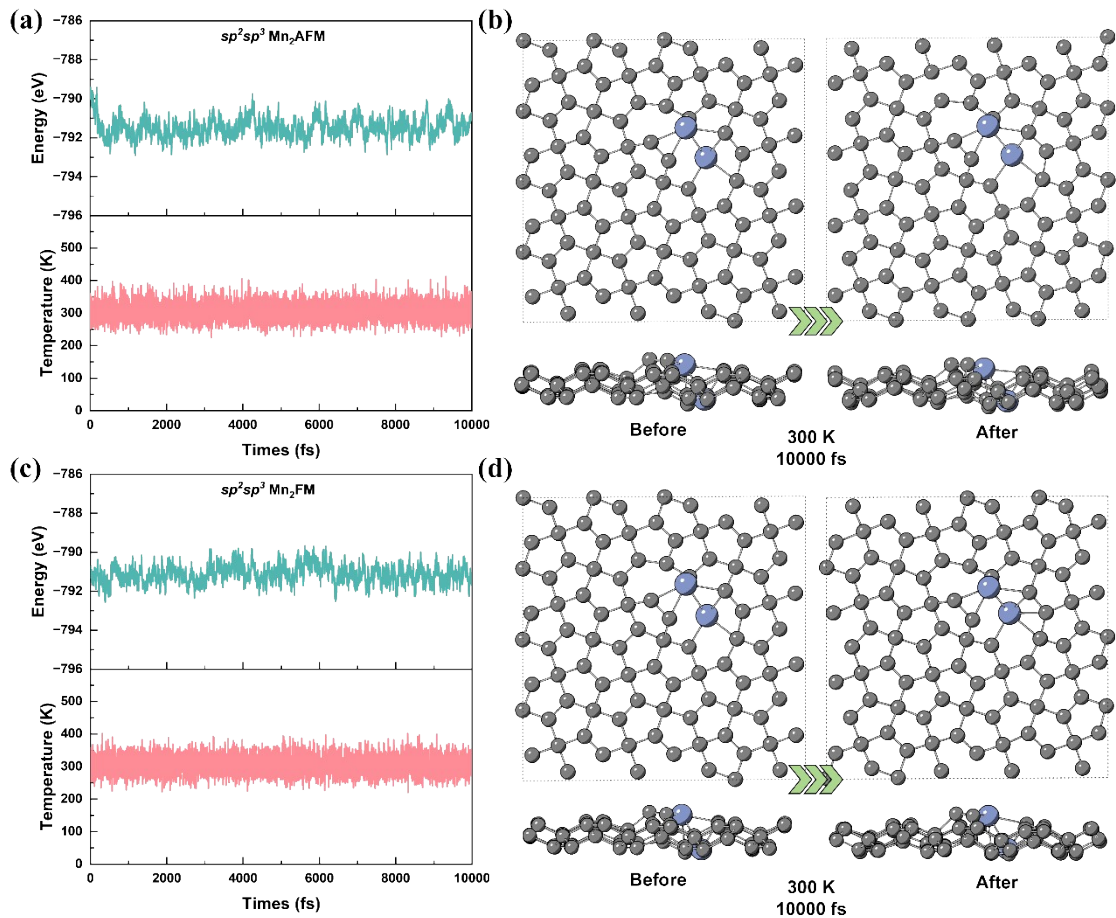 (a)
sp²sp³ Mn₂AFM
Energy (eV)
−786
−788
−790
−792
−794
−796
Temperature (K)
500
400
300
200
100
0
0 2000 4000 6000 8000 10000
Times (fs)
(b)
Before
After
300 K
10000 fs
(c)
sp²sp³ Mn₂FM
Energy (eV)
−786
−788
−790
−792
−794
−796
Temperature (K)
500
400
300
200
100
0
0 2000 4000 6000 8000 10000
Times (fs)
(d)
Before
After
300 K
10000 fs